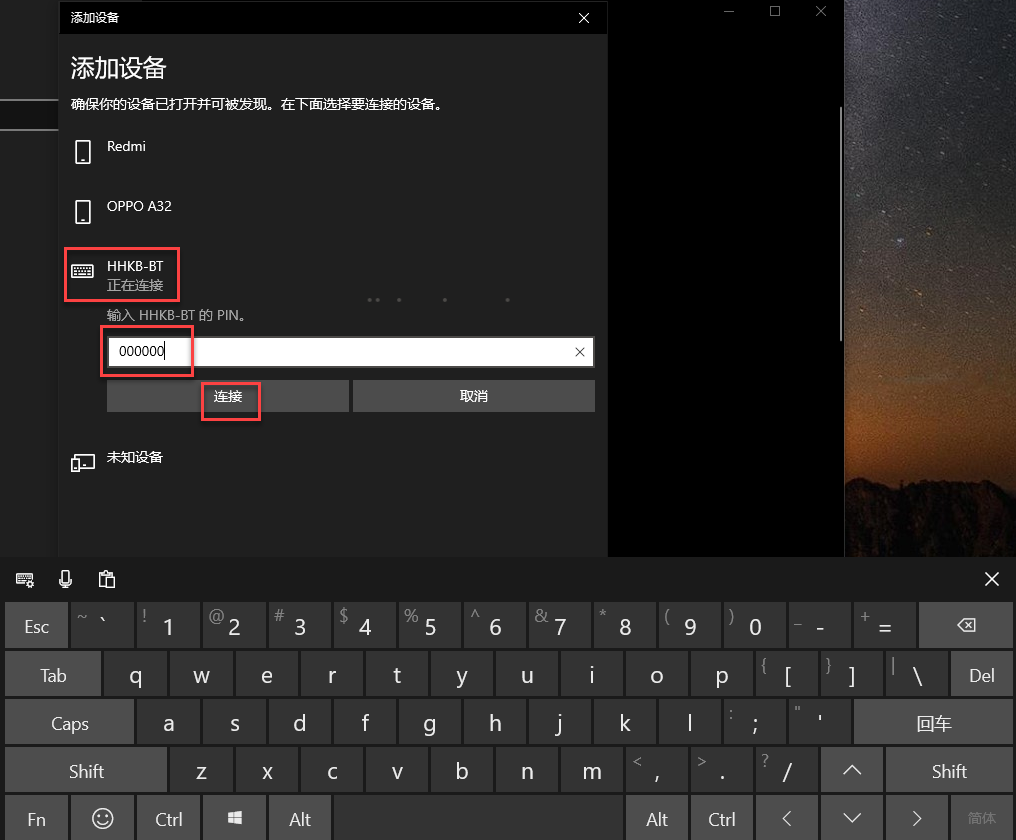 添加设备
添加设备
确保你的设备已打开并可被发现。在下面选择要连接的设备。
Redmi
OPPO A32
HHKB-BT
正在连接
输入 HHKB-BT 的 PIN。
000000
连接 取消
未知设备
Esc ~ ` ! 1 @ 2 # 3 $ 4 % 5 ^ 6 & 7 * 8 ( 9 ) 0 _ - + =
Tab q w e r t y u i o p { [ } ] | \ Del
Caps a s d f g h j k l : ; " ' 回车
Shift z x c v b n m < , > . ? / Shift
Fn Ctrl Alt Alt Ctrl 简体